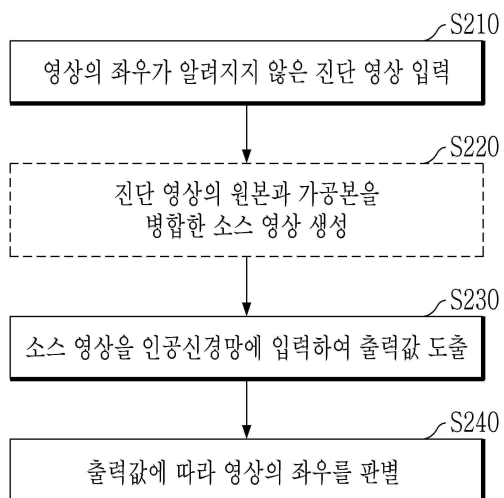 S210
영상의 좌우가 알려지지 않은 진단 영상 입력
S220
진단 영상의 원본과 가공본을
병합한 소스 영상 생성
S230
소스 영상을 인공신경망에 입력하여 출력값 도출
S240
출력값에 따라 영상의 좌우를 판별